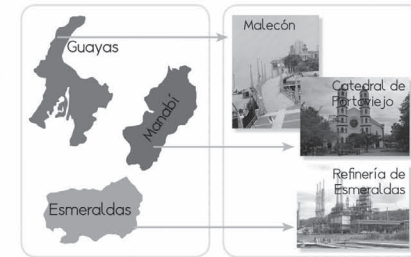 Guayas
Manabí
Esmeraldas
Malecón
Catedral de
Portoviejo
Refinería de
Esmeraldas